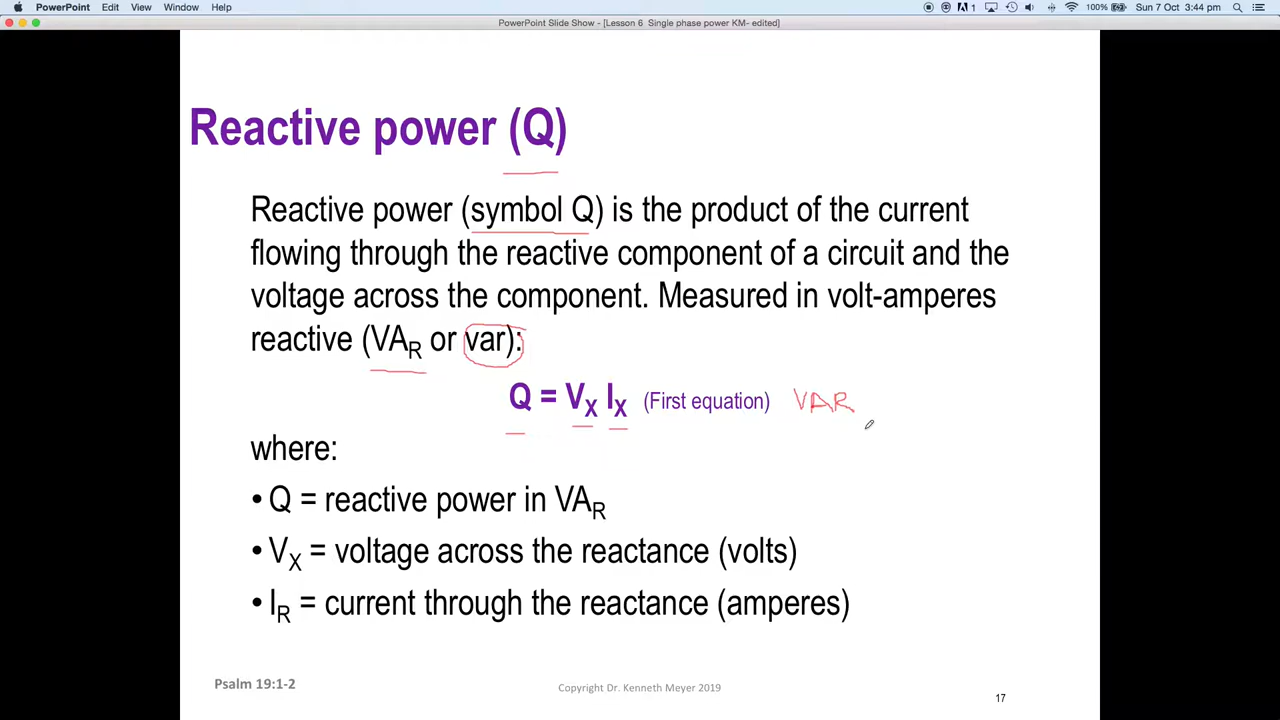 PowerPoint Edit View Window Help 1 100% Sun 7 Oct 3:44 pm
PowerPoint Slide Show - [Lesson 6 Single phase power KM- edited]
Reactive power (Q)
Reactive power (symbol Q) is the product of the current
flowing through the reactive component of a circuit and the
voltage across the component. Measured in volt-amperes
reactive (VAR or var):
Q = VX IX (First equation) VAR
where:
• Q = reactive power in VAR
• VX = voltage across the reactance (volts)
• IR = current through the reactance (amperes)
Psalm 19:1-2
Copyright Dr. Kenneth Meyer 2019
17